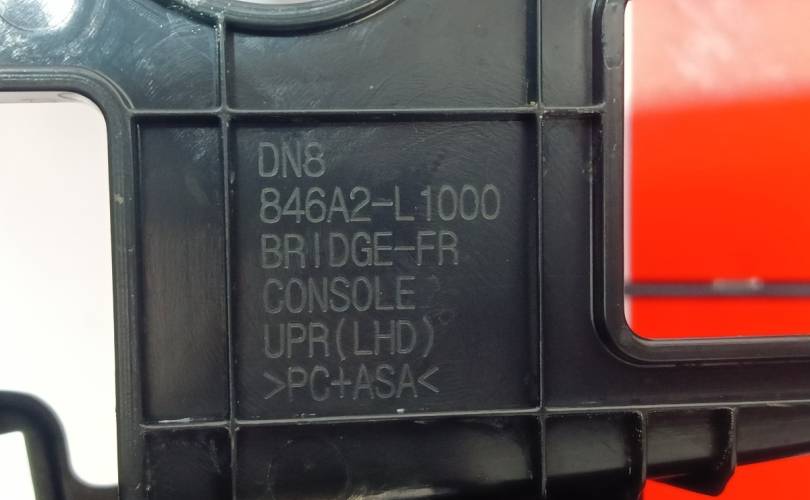 DN8
846A2-L1000
BRIDGE-FR
CONSOLE
UPR(LHD)
>PC+ASA<